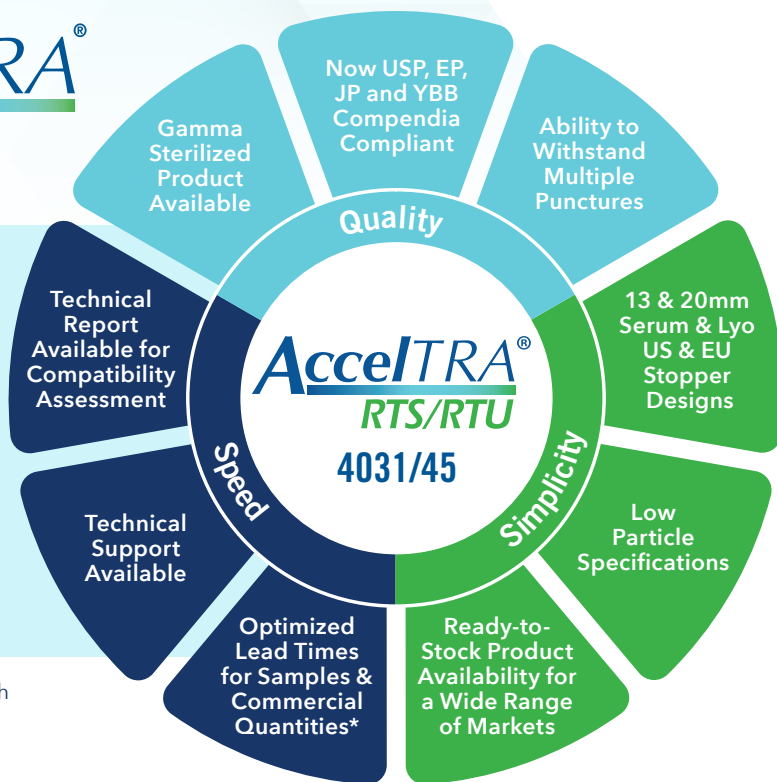 RA®
Now USP, EP,
JP and YBB
Compendia
Compliant
Ability to
Withstand
Multiple
Punctures
13 & 20mm
Serum & Lyo
US & EU
Stopper
Designs
Low
Particle
Specifications
Ready-to-
Stock Product
Availability for
a Wide Range
of Markets
Optimized
Lead Times
for Samples &
Commercial
Quantities*
Technical
Support
Available
Technical
Report
Available for
Compatibility
Assessment
Gamma
Sterilized
Product
Available
Quality
Simplicity
Speed
AccelTRA®
RTS/RTU
4031/45
h